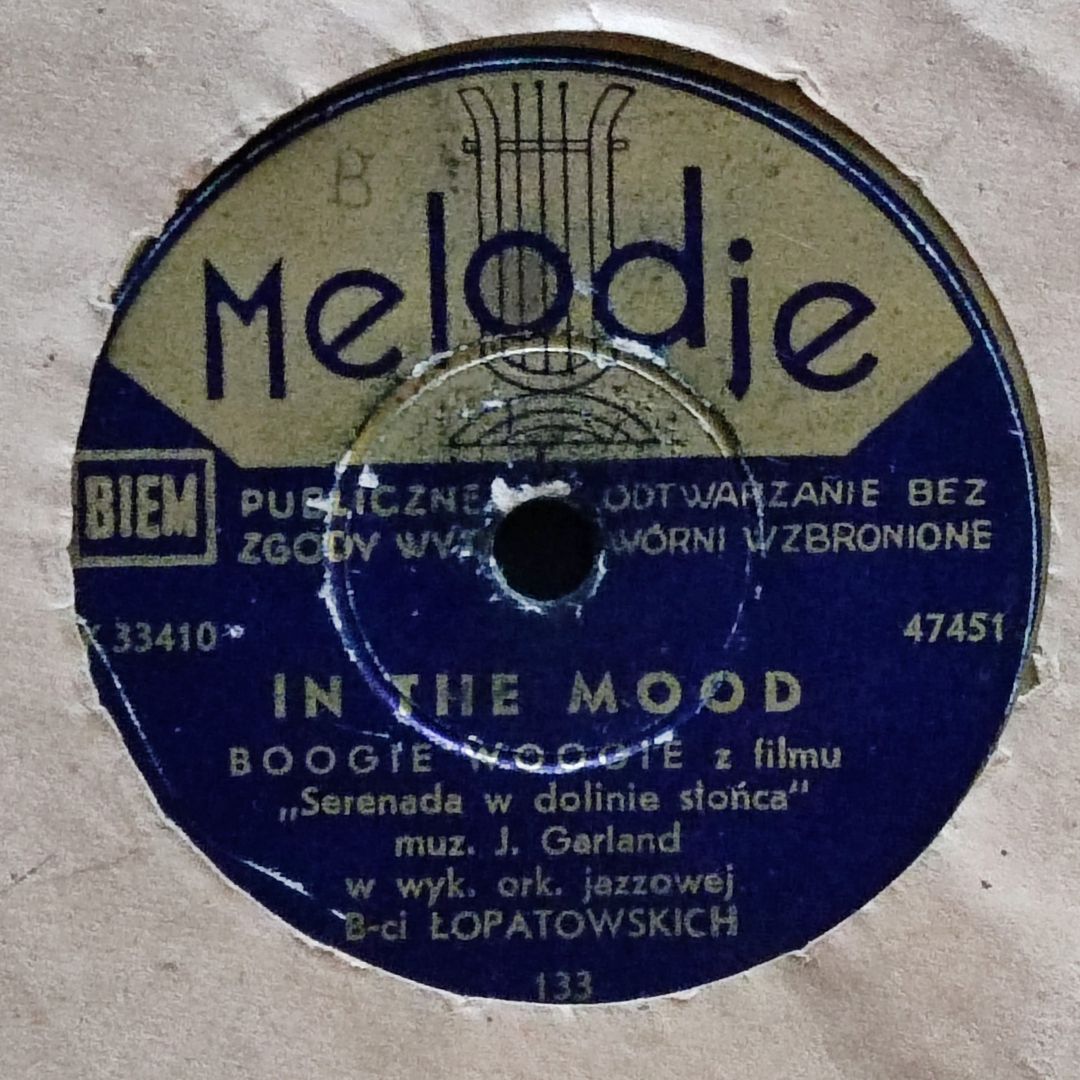 B
Melodje
BIEM
PUBLICZNE ODTWARZANIE BEZ
ZGODY WZBRONIONE
33410 47451
IN THE MOOD
BOOGIE WOOGIE z filmu
„Serenada w dolinie słońca"
muz. J. Garland
w wyk. ork. jazzowej
B-ci ŁOPATOWSKICH
133